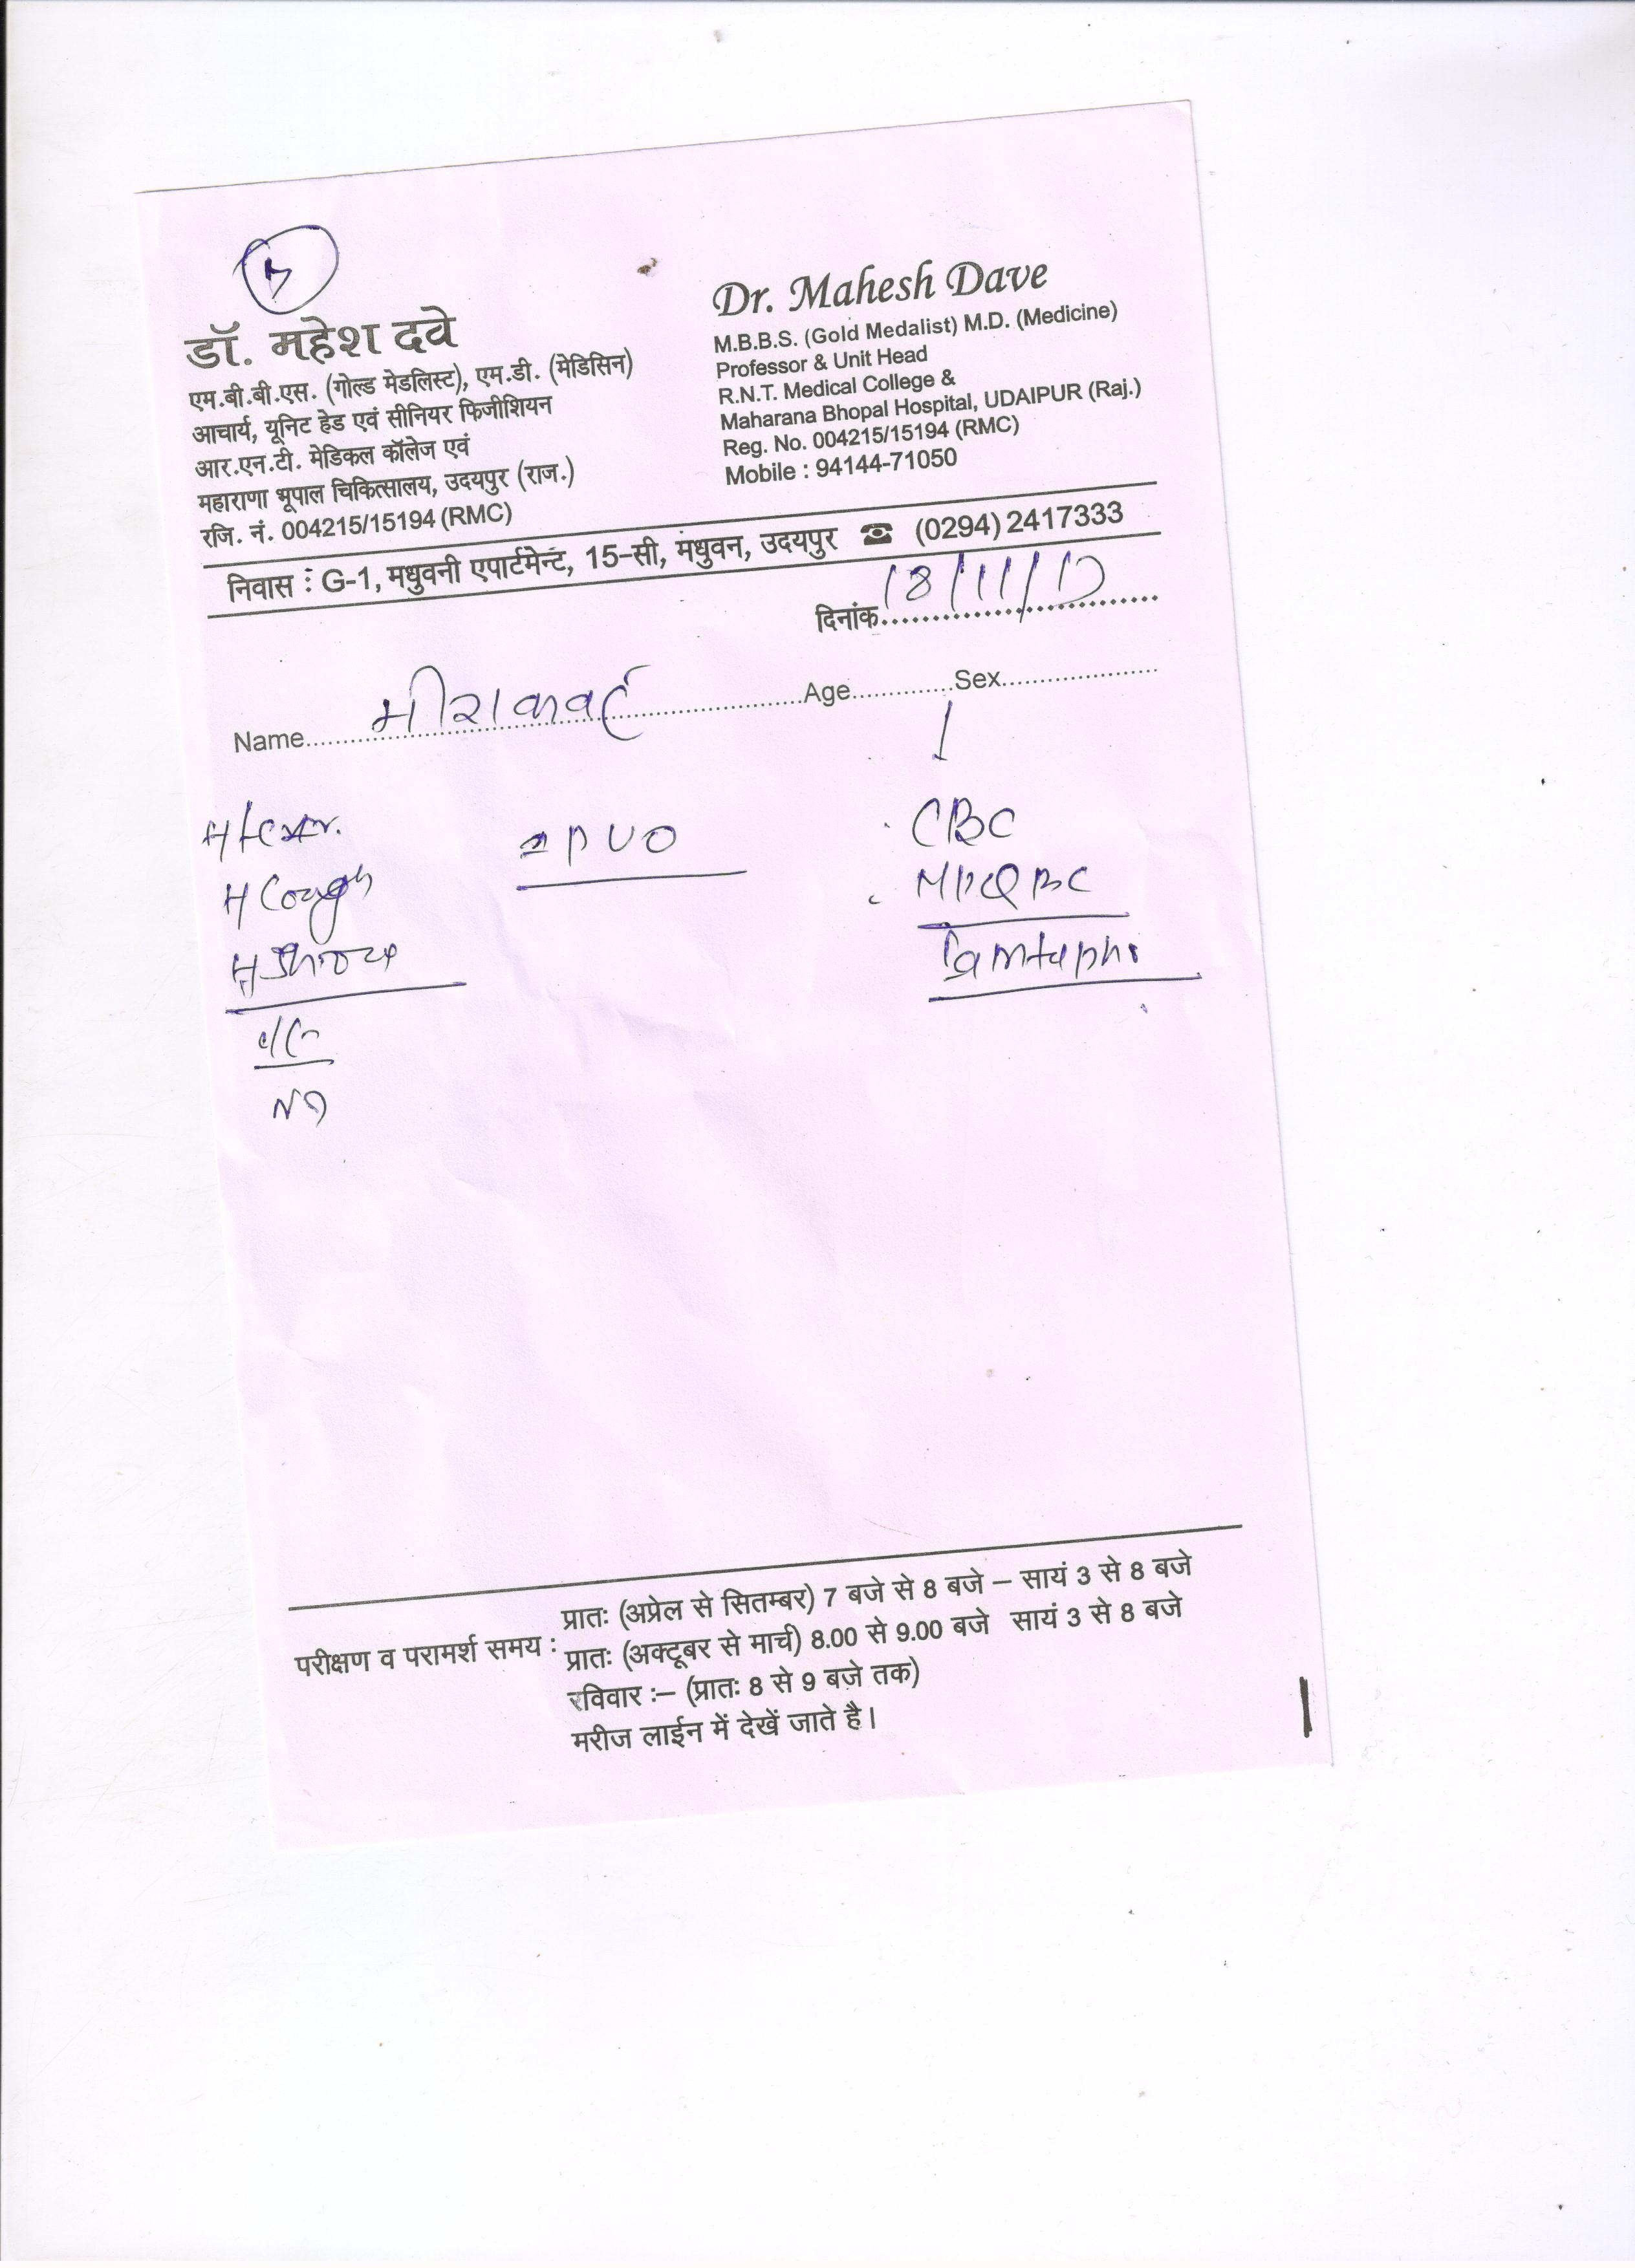 डॉ. महेश दवे
एम.बी.बी.एस. (गोल्ड मेडलिस्ट), एम.डी. (मेडिसिन)
आचार्य, यूनिट हेड एवं सीनियर फिजीशियन
आर.एन.टी. मेडिकल कॉलेज एवं
महाराणा भूपाल चिकित्सालय, उदयपुर (राज.)
रजि. नं. 004215/15194 (RMC)
Dr. Mahesh Dave
M.B.B.S. (Gold Medalist) M.D. (Medicine)
Professor & Unit Head
R.N.T. Medical College &
Maharana Bhopal Hospital, UDAIPUR (Raj.)
Reg. No. 004215/15194 (RMC)
Mobile : 94144-71050
निवास : G-1, मधुवनी एपार्टमेन्ट, 15-सी, मधुवन, उदयपुर ☎ (0294) 2417333
दिनांक 18/11/17
Name Age Sex
H/
H/ Cough
H/
PUO
CBC
परीक्षण व परामर्श समय :
प्रातः (अप्रेल से सितम्बर) 7 बजे से 8 बजे – सायं 3 से 8 बजे
प्रातः (अक्टूबर से मार्च) 8.00 से 9.00 बजे सायं 3 से 8 बजे
रविवार :– (प्रातः 8 से 9 बजे तक)
मरीज लाईन में देखें जाते है।